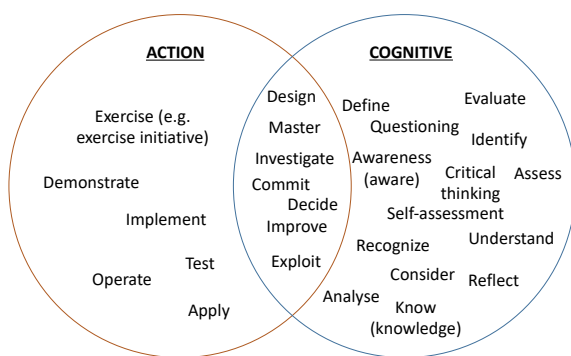 ACTION
COGNITIVE
Exercise (e.g.
exercise initiative)
Demonstrate
Implement
Test
Operate
Apply
Design
Master
Investigate
Commit
Decide
Improve
Exploit
Define
Evaluate
Questioning
Identify
Awareness
(aware)
Critical
thinking
Assess
Self-assessment
Recognize
Understand
Consider
Reflect
Analyse
Know
(knowledge)